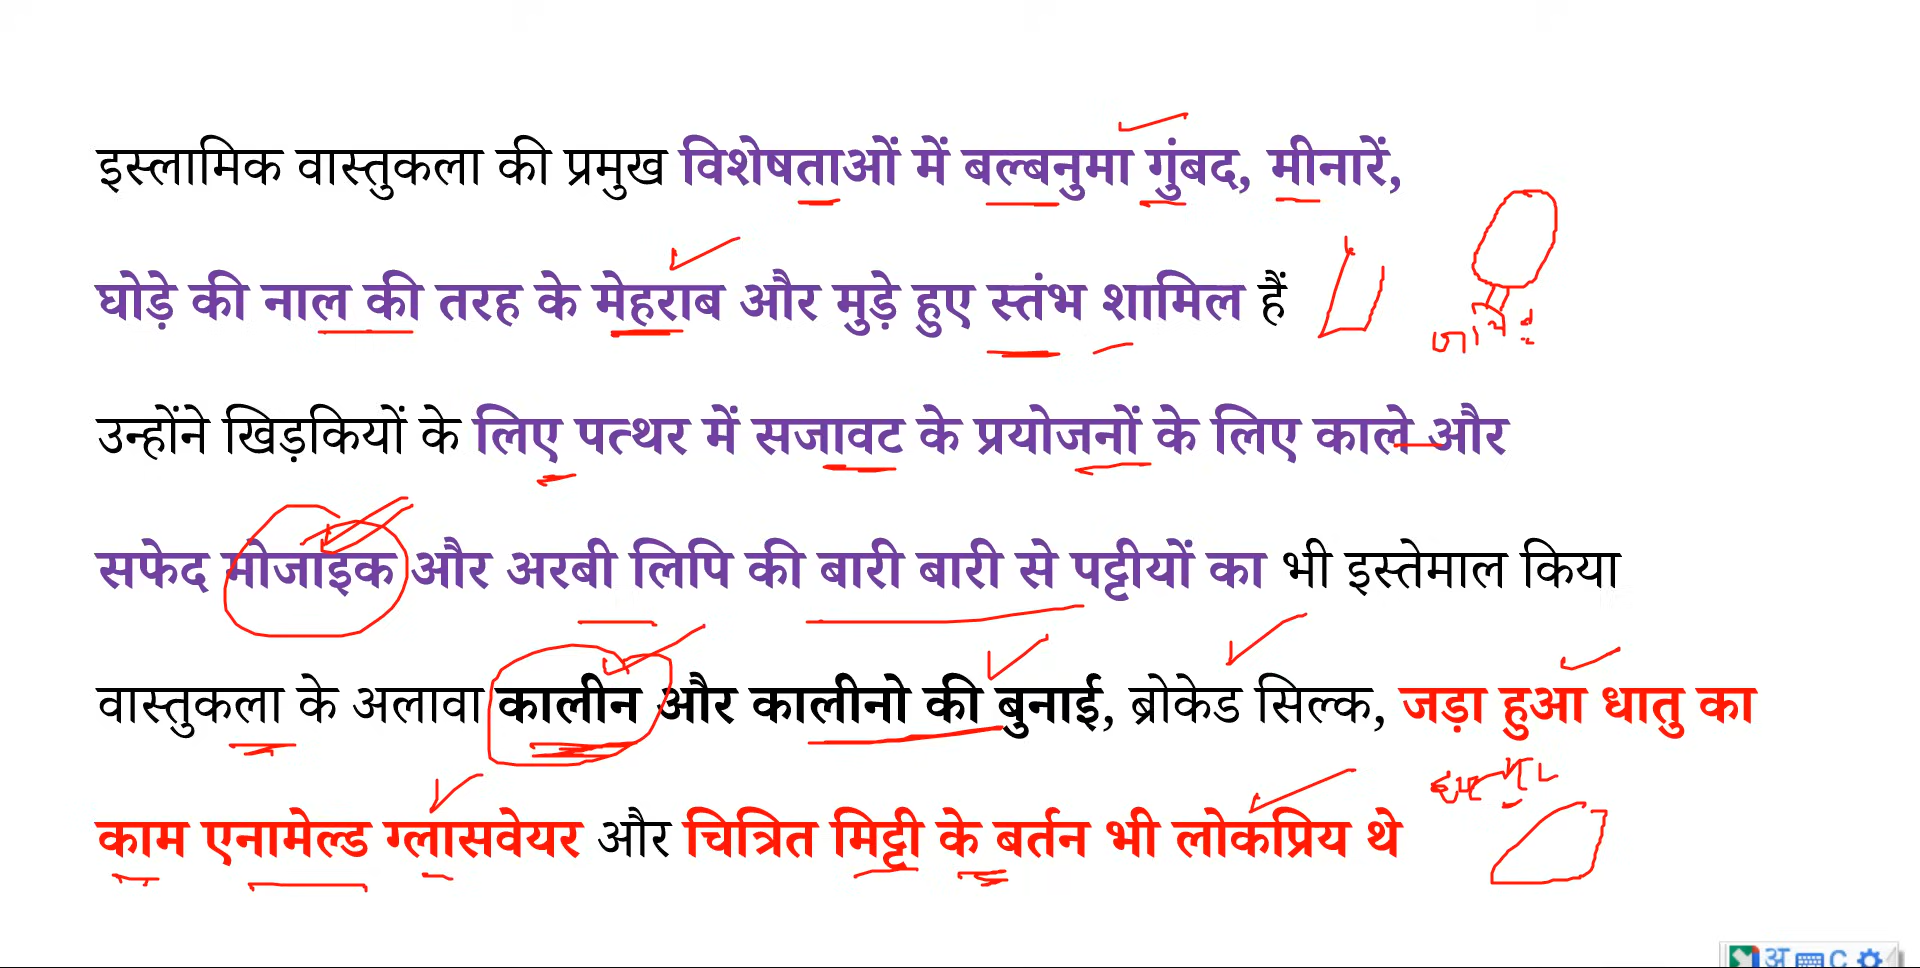 इस्लामिक वास्तुकला की प्रमुख विशेषताओं में बल्बनुमा गुंबद, मीनारें,
घोड़े की नाल की तरह के मेहराब और मुड़े हुए स्तंभ शामिल हैं
उन्होंने खिड़कियों के लिए पत्थर में सजावट के प्रयोजनों के लिए काले और
सफेद मोजाइक और अरबी लिपि की बारी बारी से पट्टीयों का भी इस्तेमाल किया
वास्तुकला के अलावा कालीन और कालीनो की बुनाई, ब्रोकेड सिल्क, जड़ा हुआ धातु का
काम एनामेल्ड ग्लासवेयर और चित्रित मिट्टी के बर्तन भी लोकप्रिय थे
अ C